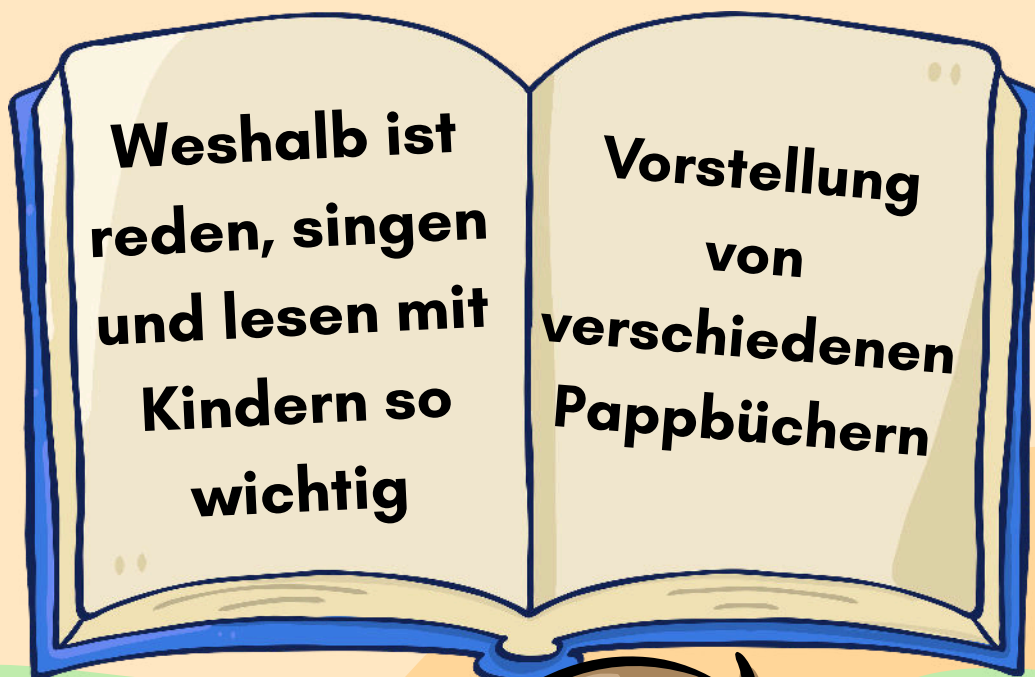 Weshalb ist
reden, singen
und lesen mit
Kindern so
wichtig
Vorstellung
von
verschiedenen
Pappbüchern